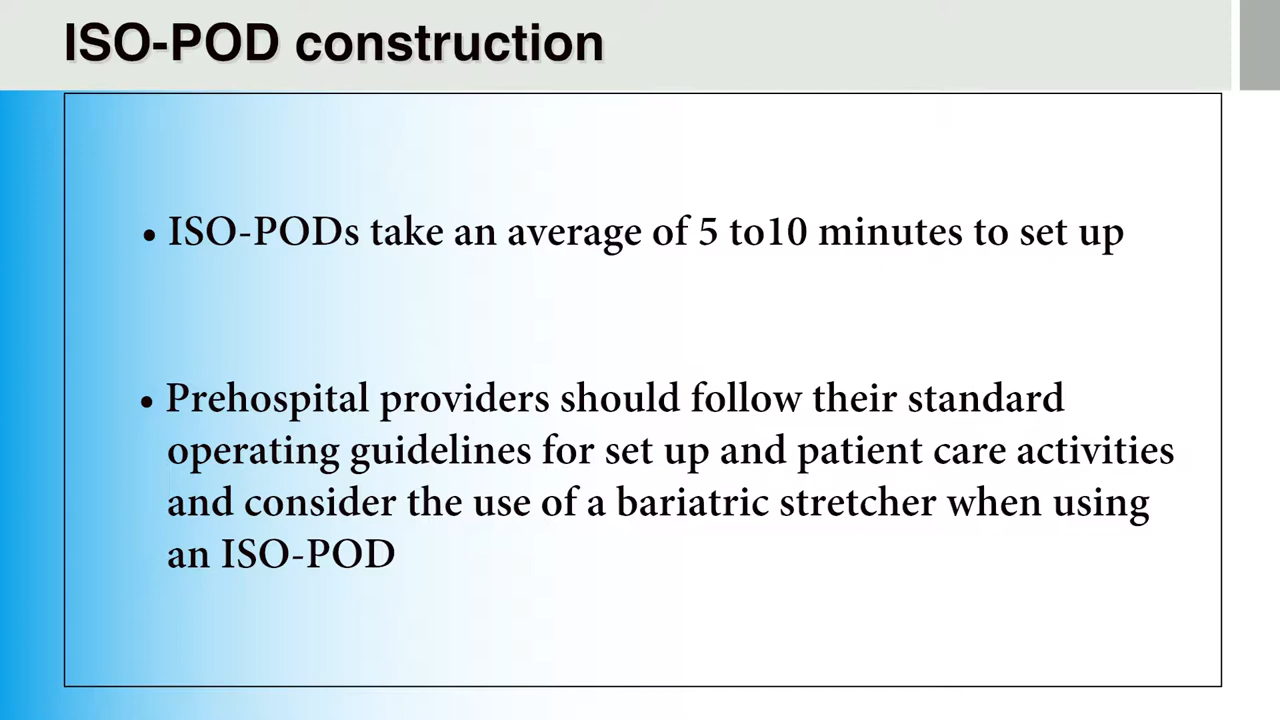 ISO-POD construction
• ISO-PODs take an average of 5 to10 minutes to set up
• Prehospital providers should follow their standard
operating guidelines for set up and patient care activities
and consider the use of a bariatric stretcher when using
an ISO-POD